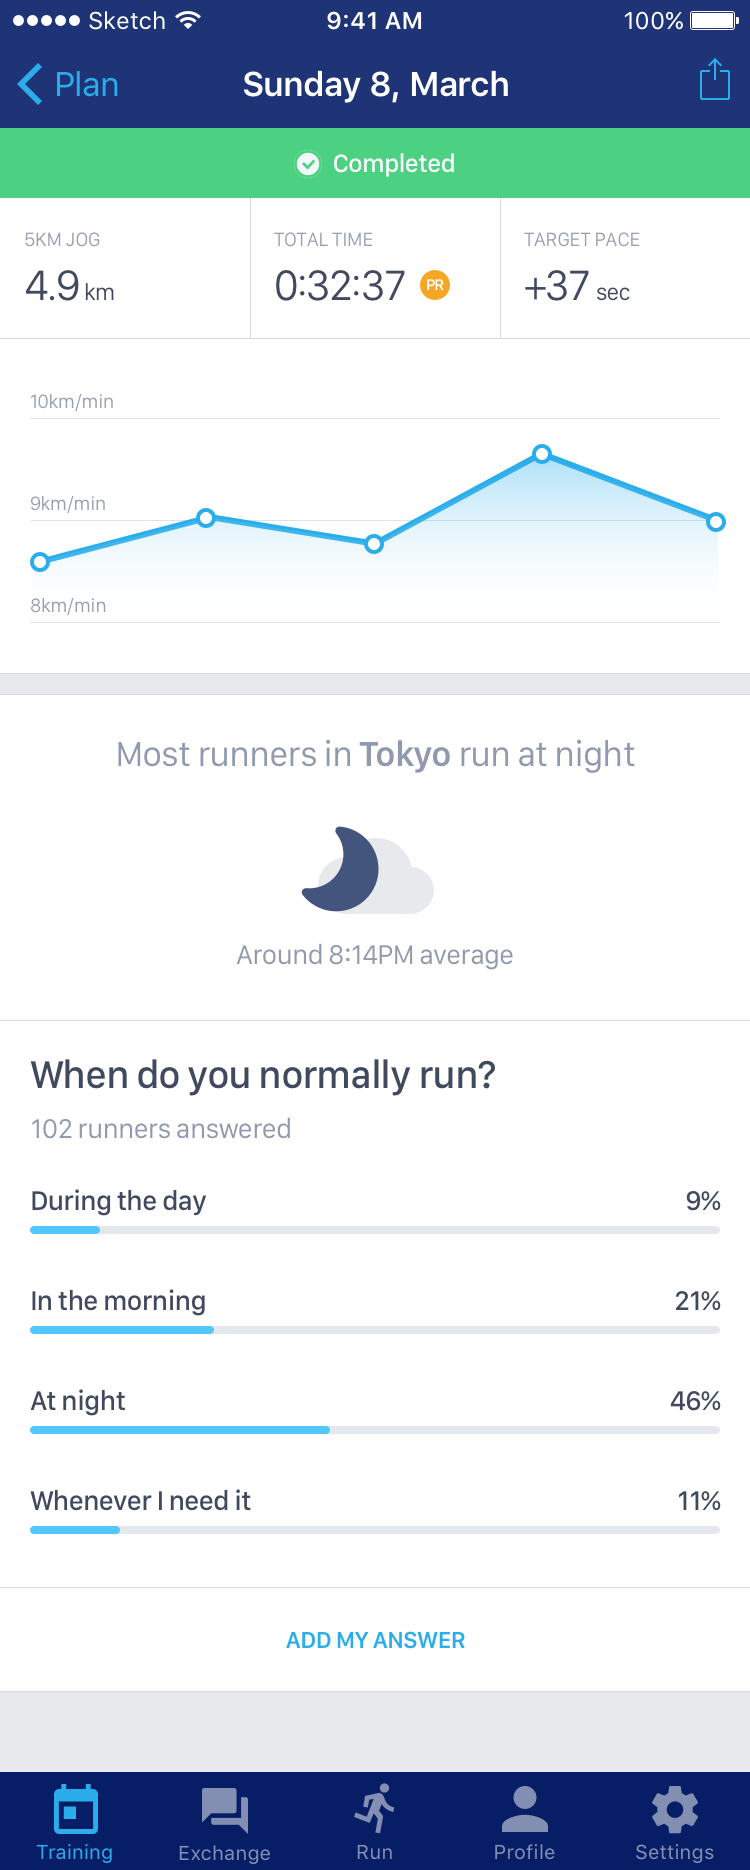 Sketch 9:41 AM 100%
Plan Sunday 8, March
Completed
5KM JOG TOTAL TIME TARGET PACE
4.9 km 0:32:37 PR +37 sec
10km/min
9km/min
8km/min
Most runners in Tokyo run at night
Around 8:14PM average
When do you normally run?
102 runners answered
During the day 9%
In the morning 21%
At night 46%
Whenever I need it 11%
ADD MY ANSWER
Training Exchange Run Profile Settings